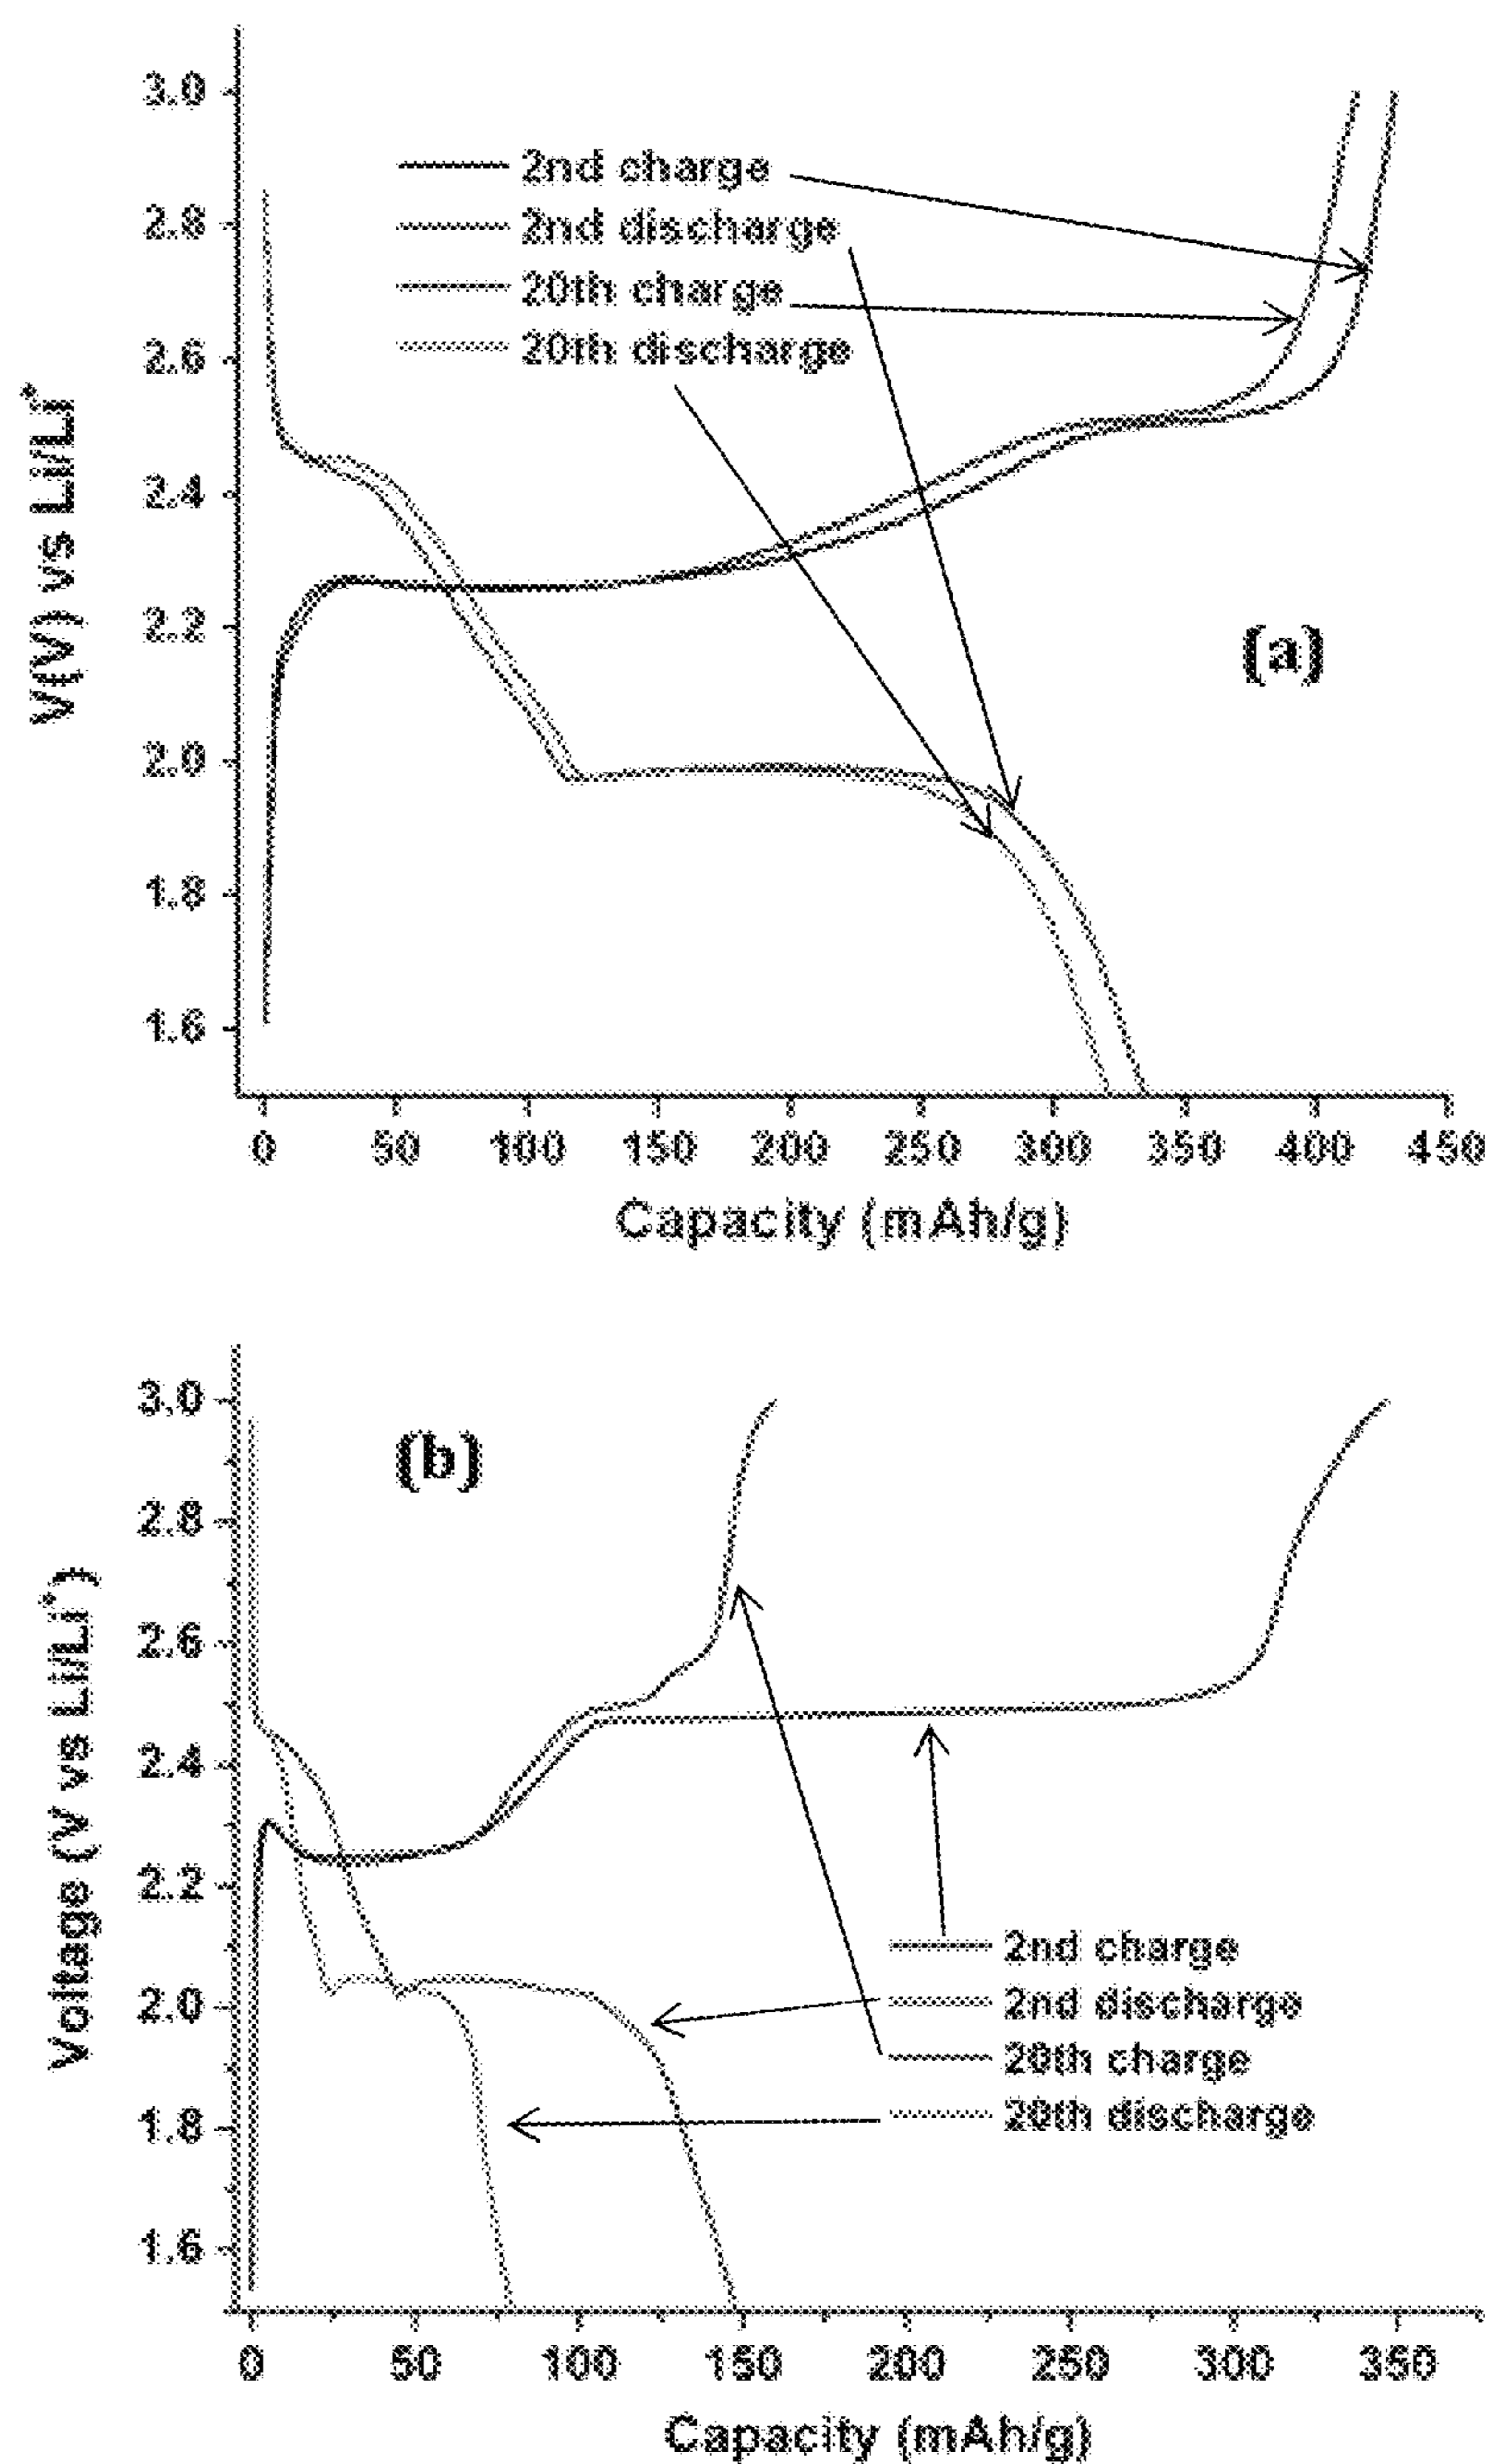 3.0
2.8
2.6
2.4
2.2
2.0
1.8
1.6
V(V) vs Li/Li+
2nd charge
2nd discharge
20th charge
20th discharge
(a)
0 50 100 150 200 250 300 350 400 450
Capacity (mAh/g)
3.0
2.8
2.6
2.4
2.2
2.0
1.8
1.6
Voltage (V vs Li/Li+)
(b)
2nd charge
2nd discharge
20th charge
20th discharge
0 50 100 150 200 250 300 350
Capacity (mAh/g)